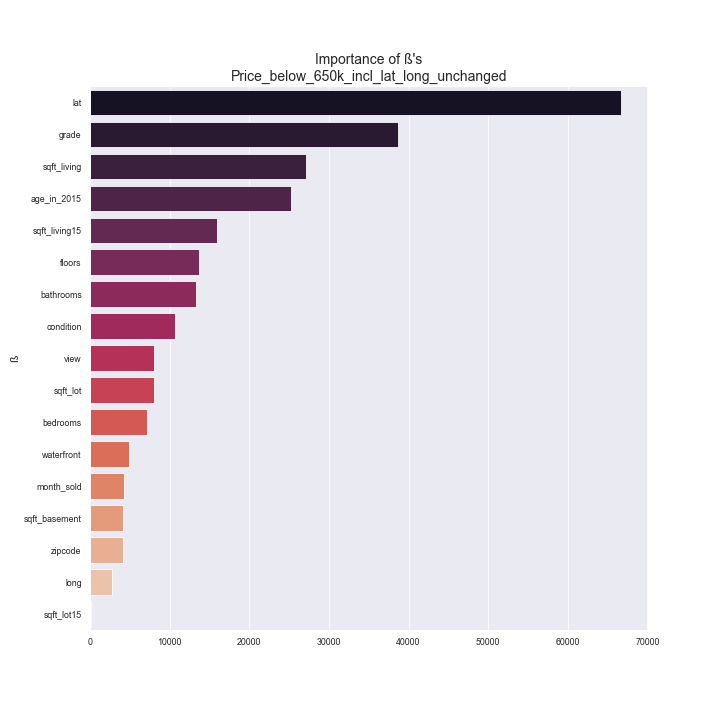 Importance of ß's
Price_below_650k_incl_lat_long_unchanged
lat
grade
sqft_living
age_in_2015
sqft_living15
floors
bathrooms
condition
ß
view
sqft_lot
bedrooms
waterfront
month_sold
sqft_basement
zipcode
long
sqft_lot15
0 10000 20000 30000 40000 50000 60000 70000